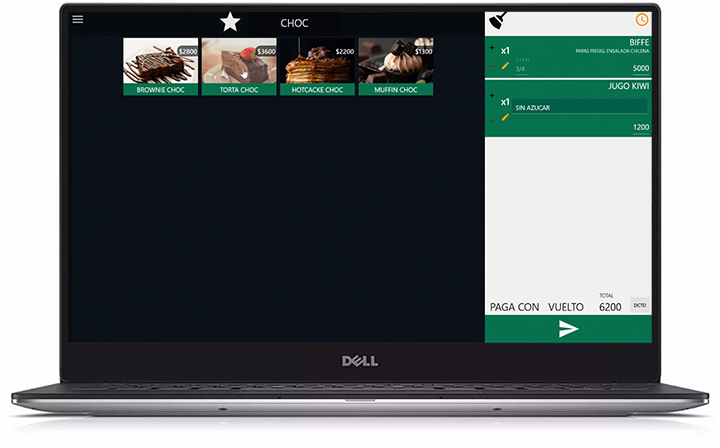 CHOC
$2800
$3600
$2200
$1300
BROWNIE CHOC
TORTA CHOC
HOTCACKE CHOC
MUFFIN CHOC
BIFFE
PAPAS FRITAS, ENSALADA CHILENA
+
x1
3/4
5000
JUGO KIWI
+
x1
SIN AZUCAR
1200
TOTAL
PAGA CON VUELTO 6200 DCTO
DELL